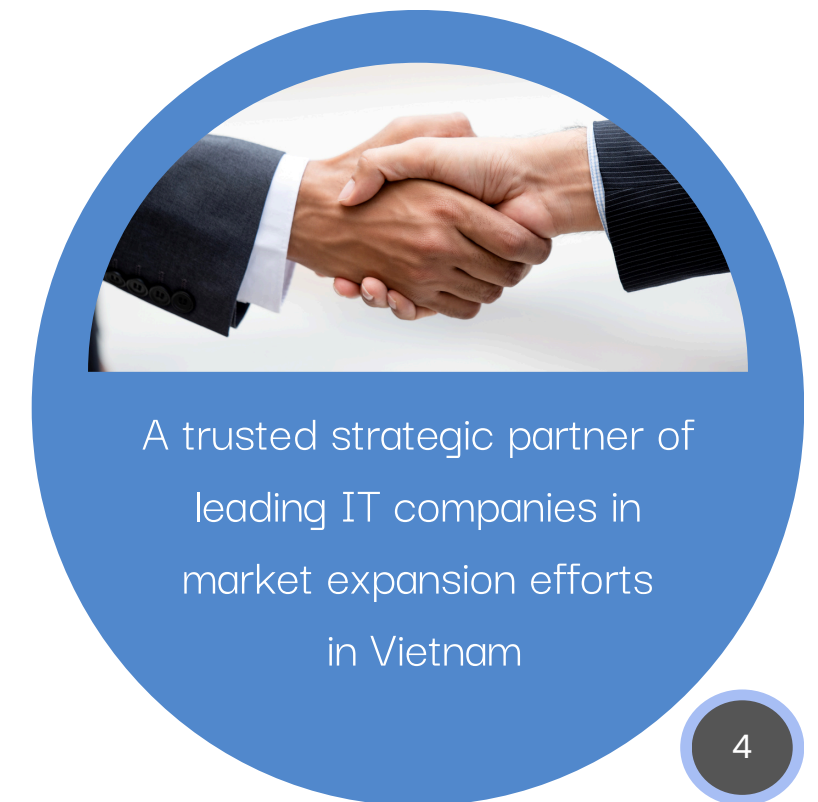 A trusted strategic partner of
leading IT companies in
market expansion efforts
in Vietnam
4